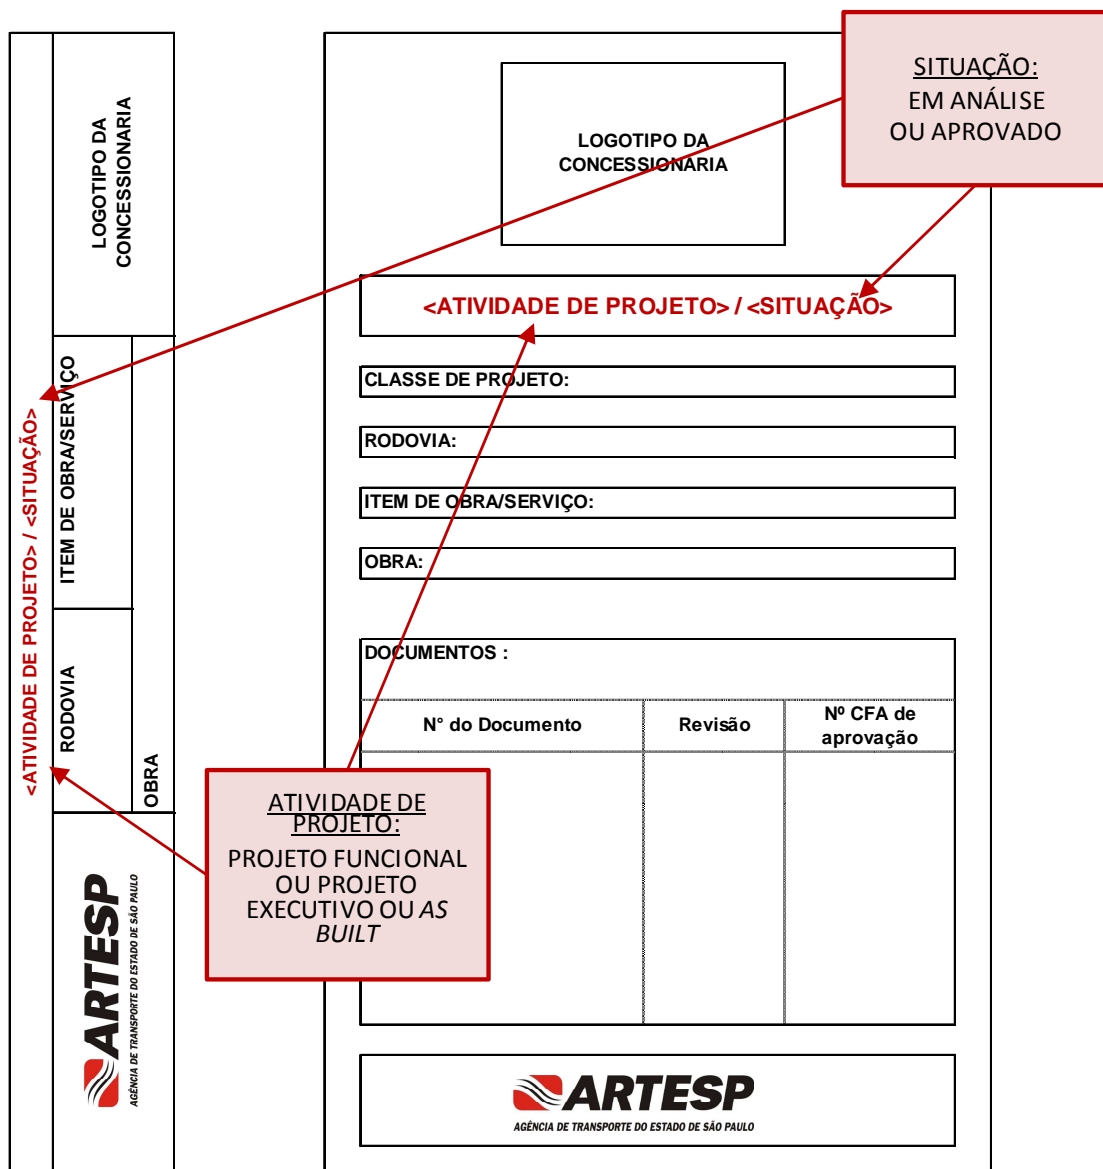 LOGOTIPO DA
CONCESSIONARIA
<ATIVIDADE DE PROJETO> / <SITUAÇÃO>
ITEM DE OBRA/SERVIÇO
RODOVIA
OBRA
ARTESP
AGÊNCIA DE TRANSPORTE DO ESTADO DE SÃO PAULO
SITUAÇÃO:
EM ANÁLISE
OU APROVADO
LOGOTIPO DA
CONCESSIONARIA
<ATIVIDADE DE PROJETO> / <SITUAÇÃO>
CLASSE DE PROJETO:
RODOVIA:
ITEM DE OBRA/SERVIÇO:
OBRA:
DOCUMENTOS :
N° do Documento
Revisão
Nº CFA de
aprovação
ATIVIDADE DE
PROJETO:
PROJETO FUNCIONAL
OU PROJETO
EXECUTIVO OU AS
BUILT
ARTESP
AGÊNCIA DE TRANSPORTE DO ESTADO DE SÃO PAULO